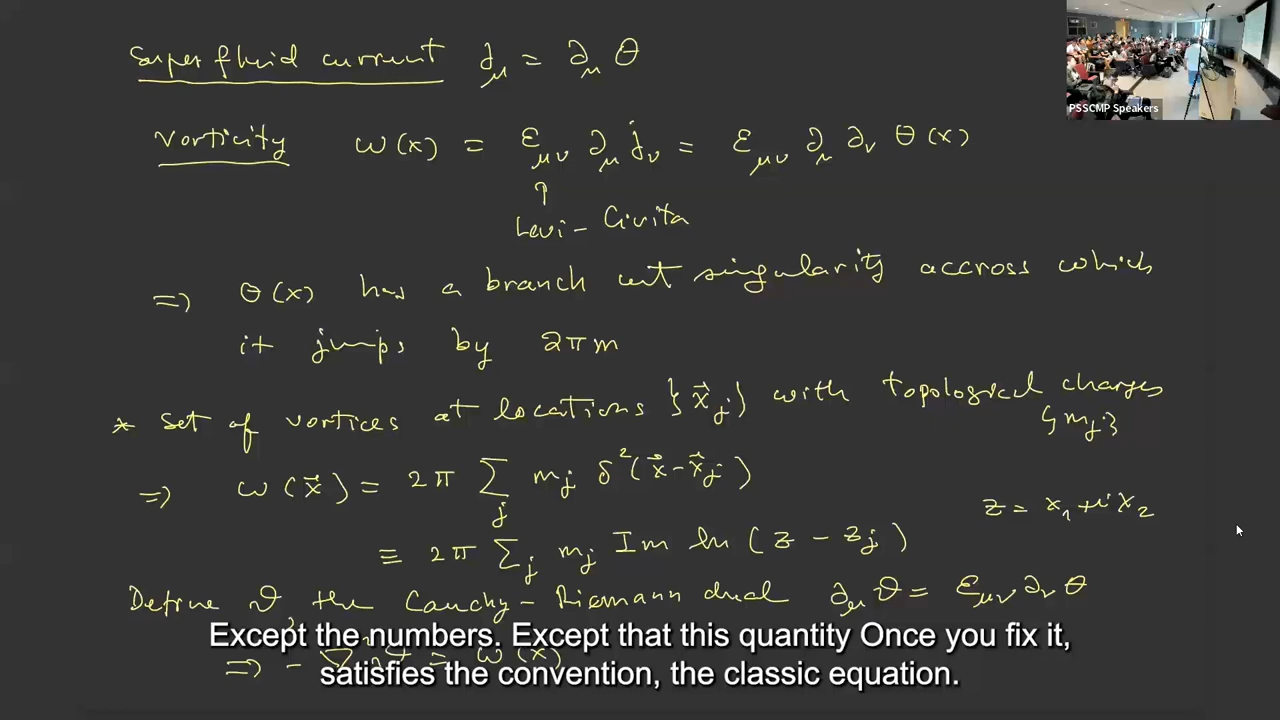 Superfluid current j_μ = ∂_μ θ
PSSCMP Speakers
Vorticity ω(x) = ε_μν ∂_μ j_ν = ε_μν ∂_μ ∂_ν θ(x)
↑
Levi-Civita
⇒ θ(x) has a branch cut singularity accross which
it jumps by 2πm
* Set of vortices at locations {x⃗_j} with topological charges
{m_j}
⇒ ω(x⃗) = 2π Σ_j m_j δ²(x⃗-x⃗_j)
z = x_1 + i x_2
≡ 2π Σ_j m_j Im ln(z - z_j)
Define ϑ the Cauchy-Riemann dual ∂_μ ϑ = ε_μν ∂_ν θ
Except the numbers. Except that this quantity Once you fix it,
⇒ - ∇²ϑ = ω(x)
satisfies the convention, the classic equation.